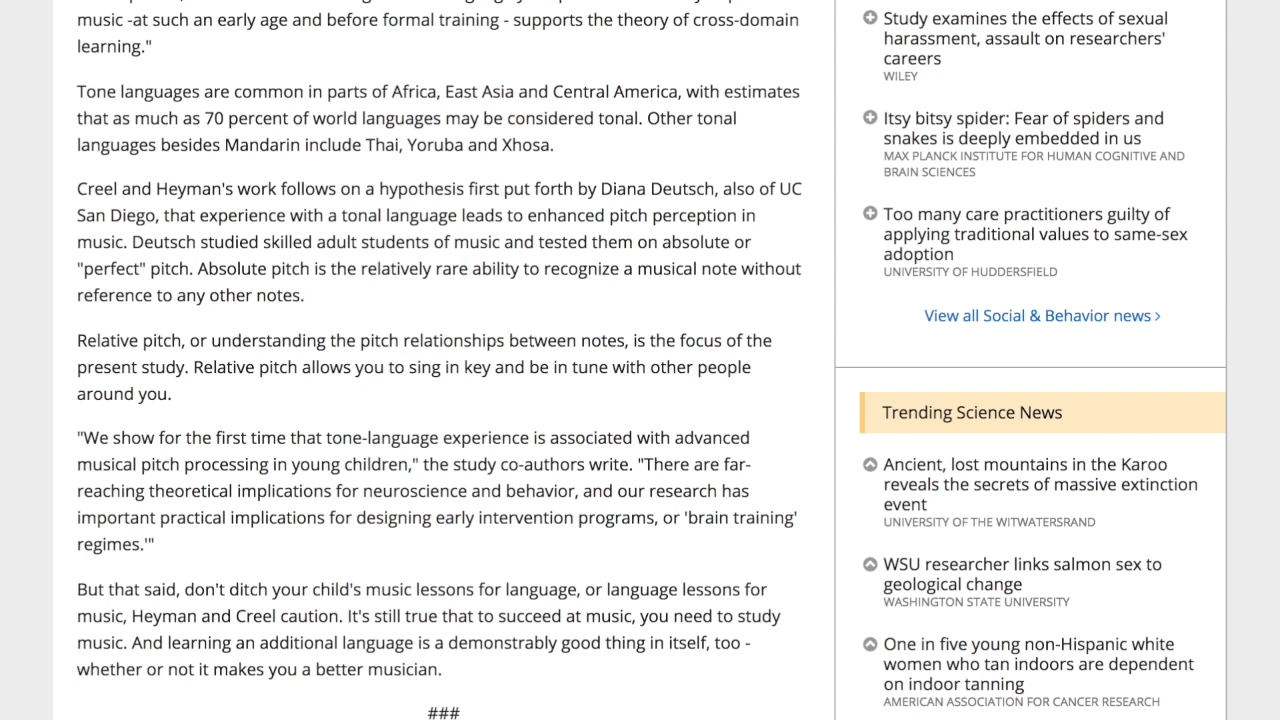 music -at such an early age and before formal training - supports the theory of cross-domain
learning."
Tone languages are common in parts of Africa, East Asia and Central America, with estimates
that as much as 70 percent of world languages may be considered tonal. Other tonal
languages besides Mandarin include Thai, Yoruba and Xhosa.
Creel and Heyman's work follows on a hypothesis first put forth by Diana Deutsch, also of UC
San Diego, that experience with a tonal language leads to enhanced pitch perception in
music. Deutsch studied skilled adult students of music and tested them on absolute or
"perfect" pitch. Absolute pitch is the relatively rare ability to recognize a musical note without
reference to any other notes.
Relative pitch, or understanding the pitch relationships between notes, is the focus of the
present study. Relative pitch allows you to sing in key and be in tune with other people
around you.
"We show for the first time that tone-language experience is associated with advanced
musical pitch processing in young children," the study co-authors write. "There are far-
reaching theoretical implications for neuroscience and behavior, and our research has
important practical implications for designing early intervention programs, or 'brain training'
regimes.'"
But that said, don't ditch your child's music lessons for language, or language lessons for
music, Heyman and Creel caution. It's still true that to succeed at music, you need to study
music. And learning an additional language is a demonstrably good thing in itself, too -
whether or not it makes you a better musician.
###
Study examines the effects of sexual
harassment, assault on researchers'
careers
WILEY
Itsy bitsy spider: Fear of spiders and
snakes is deeply embedded in us
MAX PLANCK INSTITUTE FOR HUMAN COGNITIVE AND
BRAIN SCIENCES
Too many care practitioners guilty of
applying traditional values to same-sex
adoption
UNIVERSITY OF HUDDERSFIELD
View all Social & Behavior news >
Trending Science News
Ancient, lost mountains in the Karoo
reveals the secrets of massive extinction
event
UNIVERSITY OF THE WITWATERSRAND
WSU researcher links salmon sex to
geological change
WASHINGTON STATE UNIVERSITY
One in five young non-Hispanic white
women who tan indoors are dependent
on indoor tanning
AMERICAN ASSOCIATION FOR CANCER RESEARCH